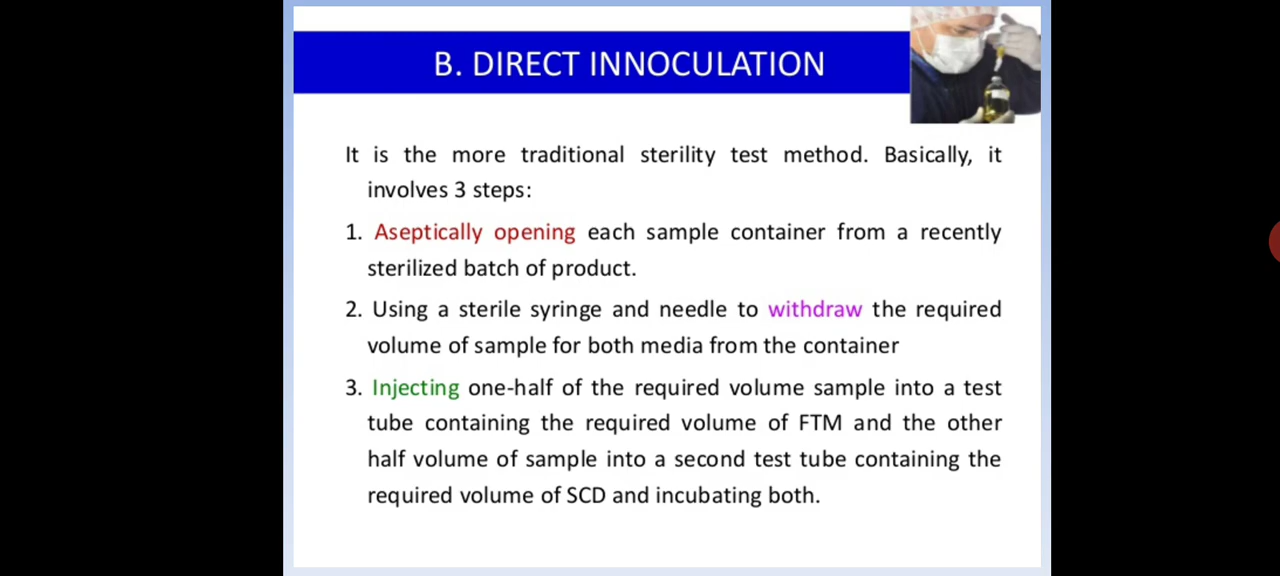 B. DIRECT INNOCULATION
It is the more traditional sterility test method. Basically, it
involves 3 steps:
1. Aseptically opening each sample container from a recently
sterilized batch of product.
2. Using a sterile syringe and needle to withdraw the required
volume of sample for both media from the container
3. Injecting one-half of the required volume sample into a test
tube containing the required volume of FTM and the other
half volume of sample into a second test tube containing the
required volume of SCD and incubating both.